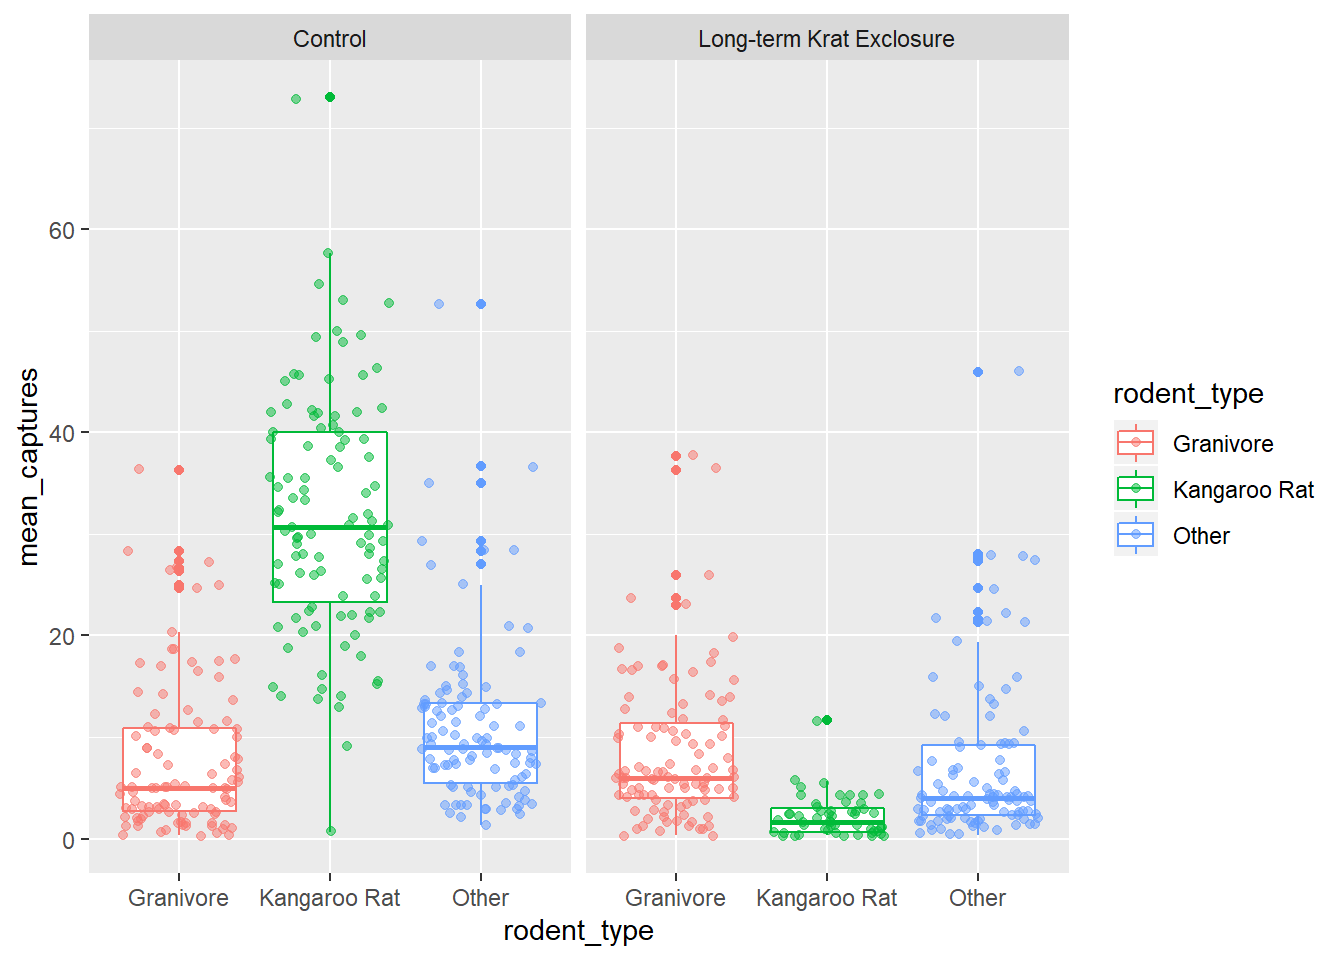 Control
Long-term Krat Exclosure
mean_captures
60
40
20
0
Granivore
Kangaroo Rat
Other
Granivore
Kangaroo Rat
Other
rodent_type
rodent_type
Granivore
Kangaroo Rat
Other